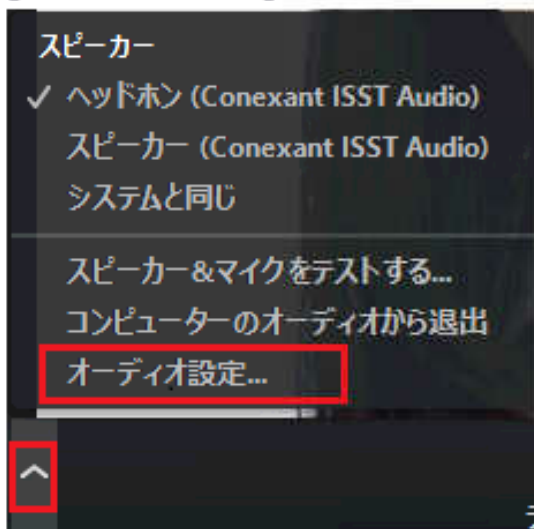 スピーカー
✓ ヘッドホン (Conexant ISST Audio)
スピーカー (Conexant ISST Audio)
システムと同じ
スピーカー&マイクをテストする...
コンピューターのオーディオから退出
オーディオ設定...